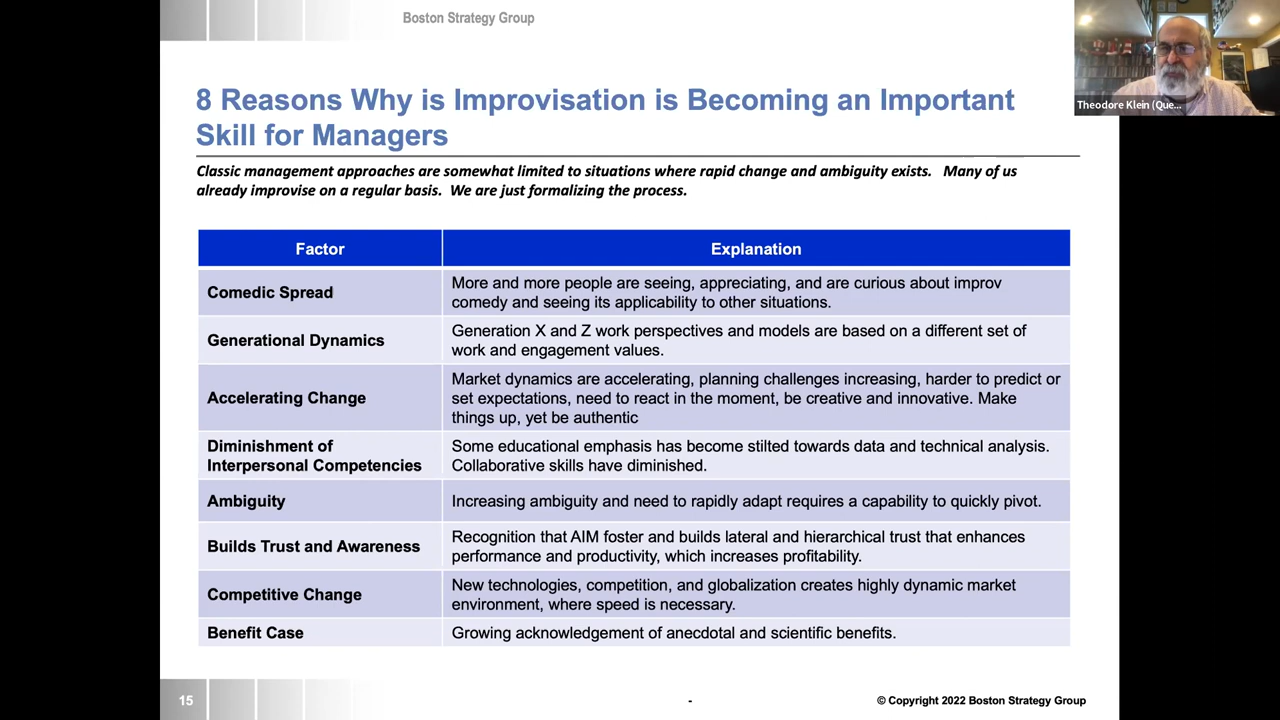 Boston Strategy Group
Theodore Klein (Que...
8 Reasons Why is Improvisation is Becoming an Important
Skill for Managers
Classic management approaches are somewhat limited to situations where rapid change and ambiguity exists. Many of us
already improvise on a regular basis. We are just formalizing the process.
Factor
Explanation
Comedic Spread
More and more people are seeing, appreciating, and are curious about improv
comedy and seeing its applicability to other situations.
Generational Dynamics
Generation X and Z work perspectives and models are based on a different set of
work and engagement values.
Accelerating Change
Market dynamics are accelerating, planning challenges increasing, harder to predict or
set expectations, need to react in the moment, be creative and innovative. Make
things up, yet be authentic
Diminishment of
Interpersonal Competencies
Some educational emphasis has become stilted towards data and technical analysis.
Collaborative skills have diminished.
Ambiguity
Increasing ambiguity and need to rapidly adapt requires a capability to quickly pivot.
Builds Trust and Awareness
Recognition that AIM foster and builds lateral and hierarchical trust that enhances
performance and productivity, which increases profitability.
Competitive Change
New technologies, competition, and globalization creates highly dynamic market
environment, where speed is necessary.
Benefit Case
Growing acknowledgement of anecdotal and scientific benefits.
15
-
© Copyright 2022 Boston Strategy Group